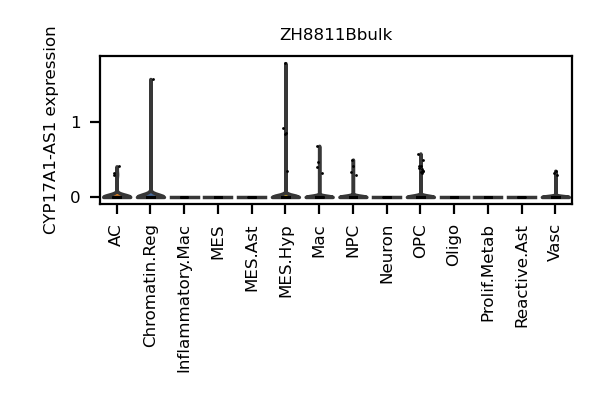 ZH8811Bbulk
CYP17A1-AS1 expression
1
0
AC
Chromatin.Reg
Inflammatory.Mac
MES
MES.Ast
MES.Hyp
Mac
NPC
Neuron
OPC
Oligo
Prolif.Metab
Reactive.Ast
Vasc